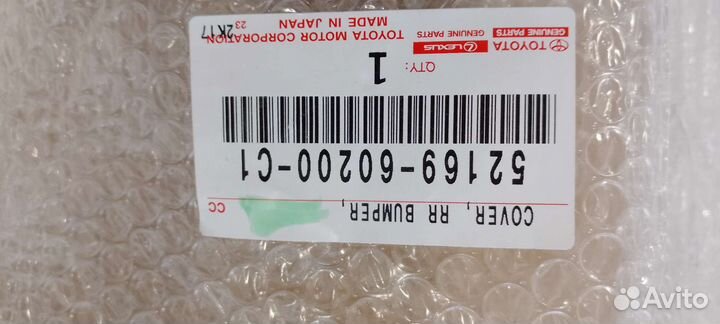 COVER, RR BUMPER,
CC
52169-60200-C1
QTY:
1
TOYOTA
GENUINE PARTS
LEXUS
GENUINE PARTS
TOYOTA MOTOR CORPORATION
MADE IN JAPAN
23
2K17
Avito